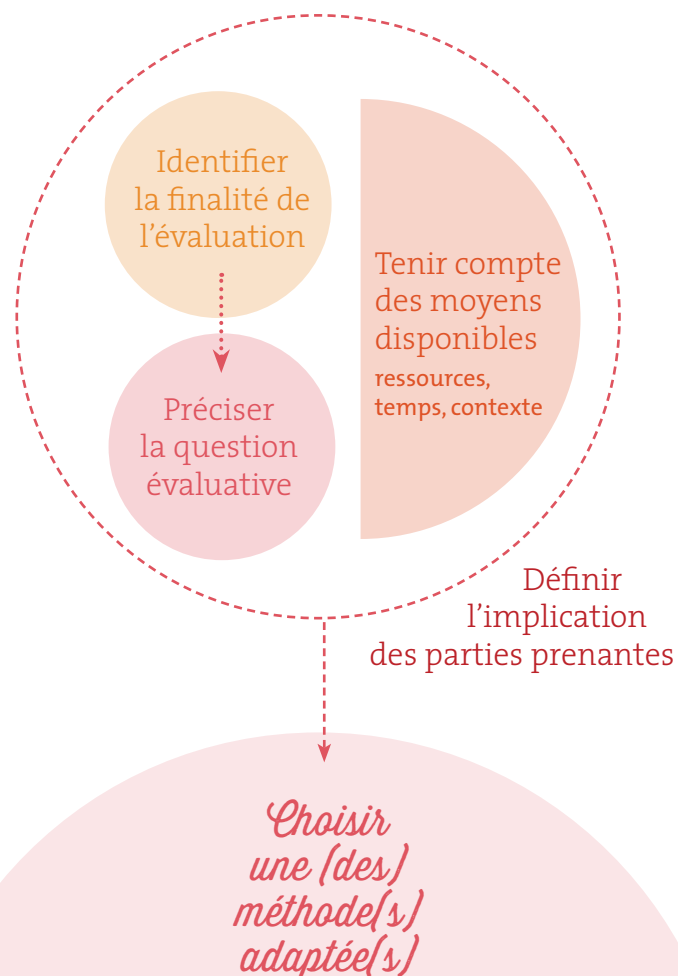 Identifier
la finalité de
l'évaluation
Préciser
la question
évaluative
Tenir compte
des moyens
disponibles
ressources,
temps, contexte
Définir
l'implication
des parties prenantes
Choisir
une (des)
méthode(s)
adaptée(s)